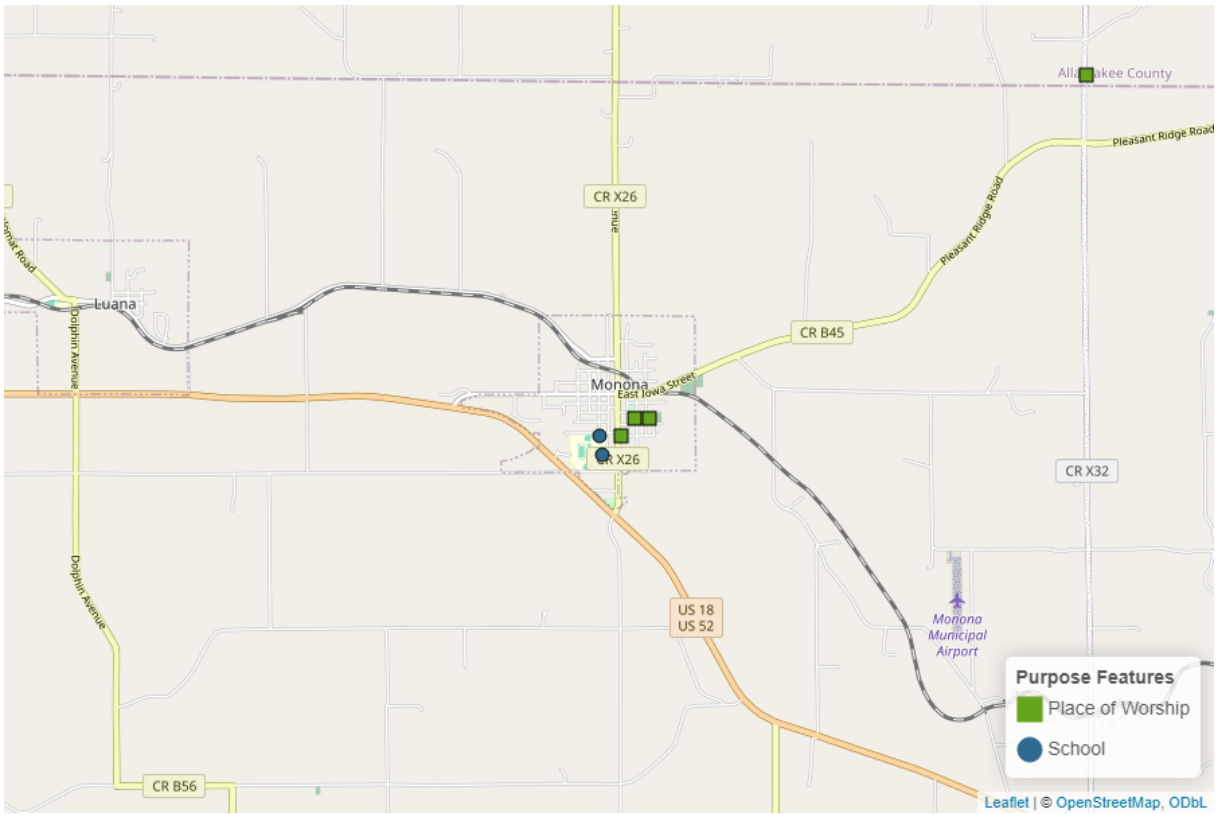 Allamakee County
Pleasant Ridge Road
CR X26
nue
Pleasant Ridge Road
Road
Luana
Dolphin Avenue
CR B45
Monona
East Iowa Street
CR X26
CR X32
Dolphin Avenue
US 18
US 52
Monona
Municipal
Airport
Purpose Features
Place of Worship
School
CR B56
Leaflet | © OpenStreetMap, ODbL